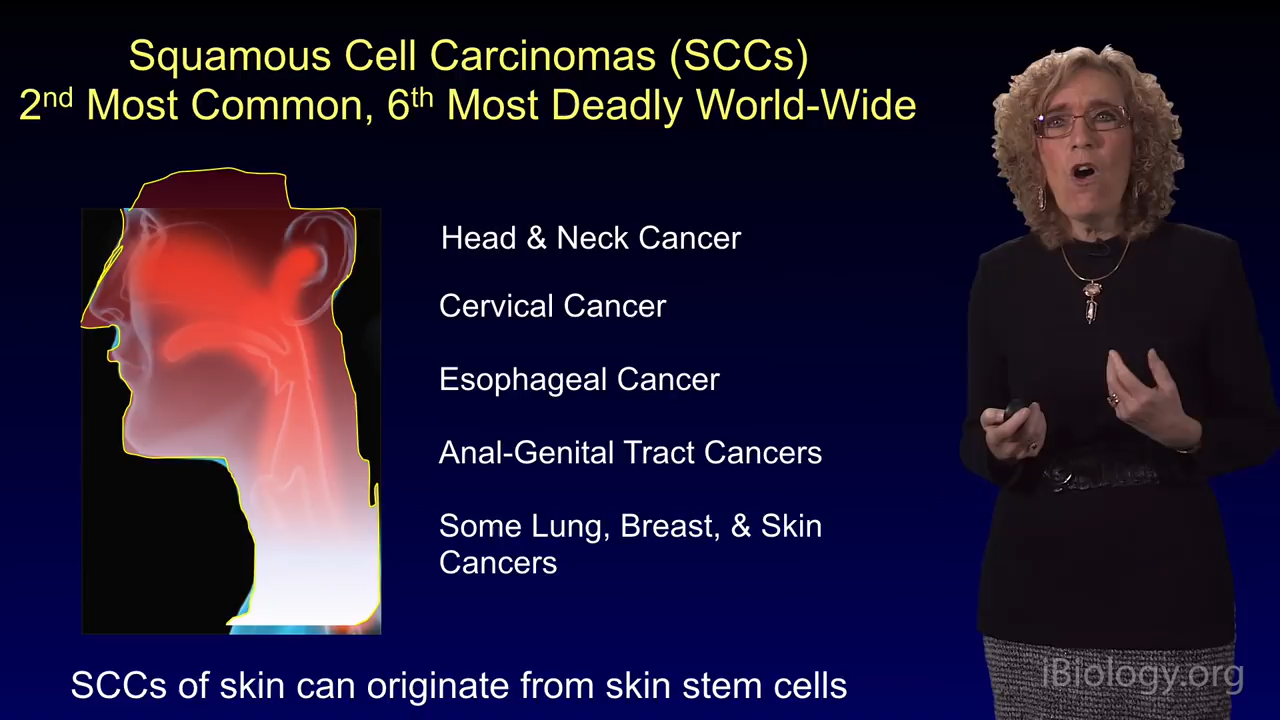 Squamous Cell Carcinomas (SCCs)
2nd Most Common, 6th Most Deadly World-Wide
Head & Neck Cancer
Cervical Cancer
Esophageal Cancer
Anal-Genital Tract Cancers
Some Lung, Breast, & Skin
Cancers
SCCs of skin can originate from skin stem cells
iBiology.org